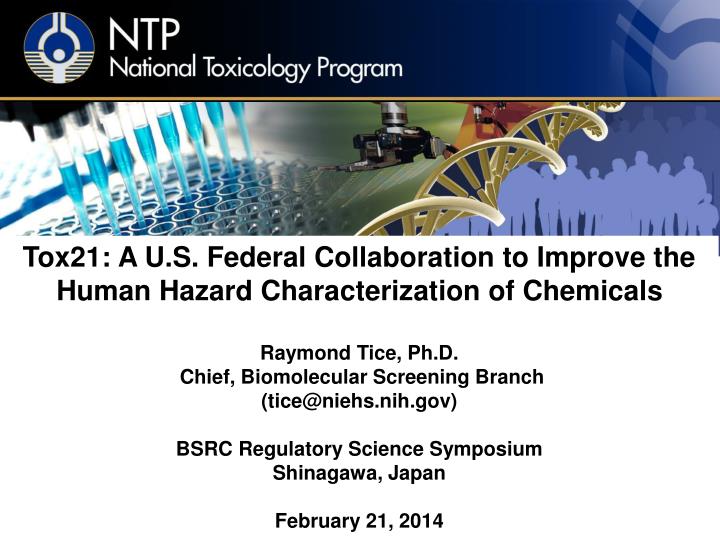 NTP
National Toxicology Program
Tox21: A U.S. Federal Collaboration to Improve the
Human Hazard Characterization of Chemicals
Raymond Tice, Ph.D.
Chief, Biomolecular Screening Branch
(tice@niehs.nih.gov)
BSRC Regulatory Science Symposium
Shinagawa, Japan
February 21, 2014